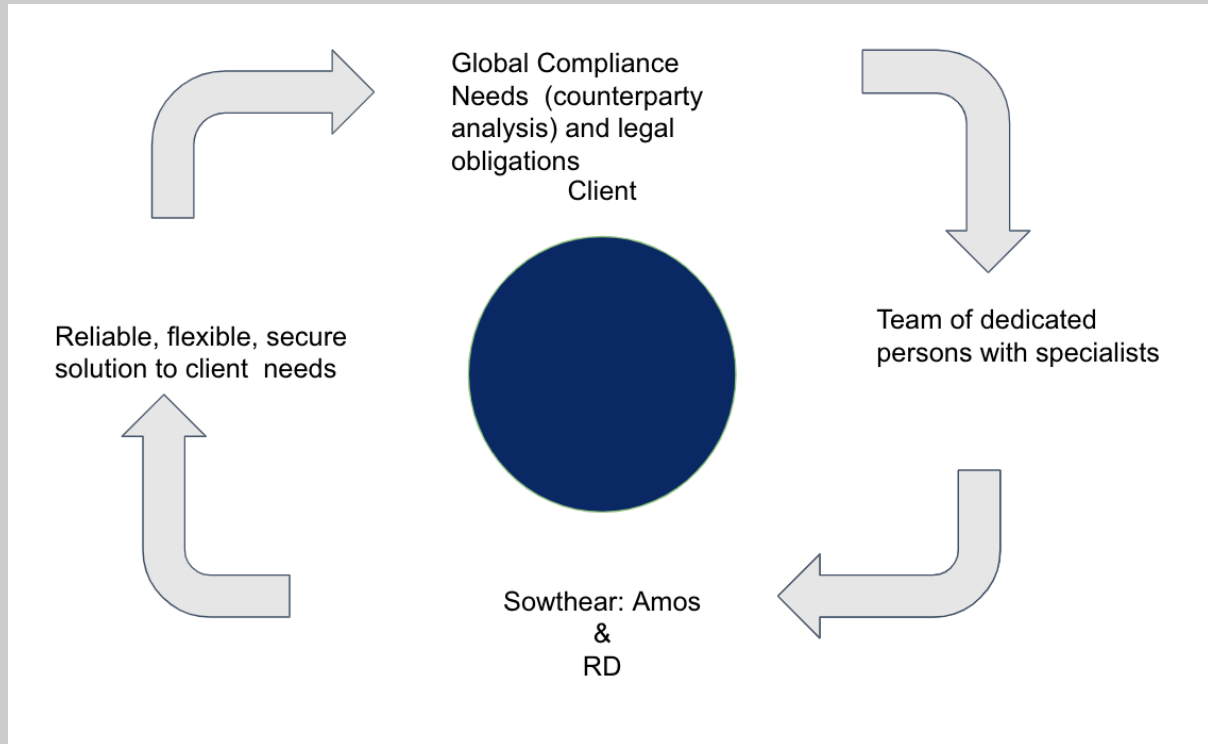 Global Compliance
Needs  (counterparty
analysis) and legal
obligations
Client
Team of dedicated
persons with specialists
Sowthear: Amos
&
RD
Reliable, flexible, secure
solution to client  needs